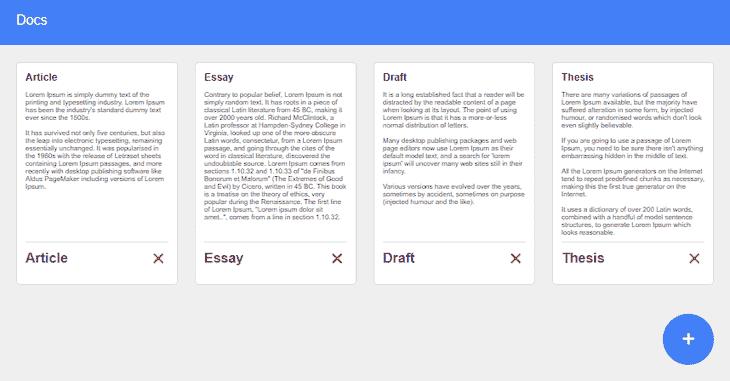 Docs
Article
Lorem Ipsum is simply dummy text of the
printing and typesetting industry. Lorem Ipsum
has been the industry's standard dummy text
ever since the 1500s.
It has survived not only five centuries, but also
the leap into electronic typesetting, remaining
essentially unchanged. It was popularised in
the 1960s with the release of Letraset sheets
containing Lorem Ipsum passages, and more
recently with desktop publishing software like
Aldus PageMaker including versions of Lorem
Ipsum.
Article
Essay
Contrary to popular belief, Lorem Ipsum is not
simply random text. It has roots in a piece of
classical Latin literature from 45 BC, making it
over 2000 years old. Richard McClintock, a
Latin professor at Hampden-Sydney College in
Virginia, looked up one of the more obscure
Latin words, consectetur, from a Lorem Ipsum
passage, and going through the cites of the
word in classical literature, discovered the
undoubtable source. Lorem Ipsum comes from
sections 1.10.32 and 1.10.33 of "de Finibus
Bonorum et Malorum" (The Extremes of Good
and Evil) by Cicero, written in 45 BC. This book
is a treatise on the theory of ethics, very
popular during the Renaissance. The first line
of Lorem Ipsum, "Lorem ipsum dolor sit
amet..", comes from a line in section 1.10.32.
Essay
Draft
It is a long established fact that a reader will be
distracted by the readable content of a page
when looking at its layout. The point of using
Lorem Ipsum is that it has a more-or-less
normal distribution of letters.
Many desktop publishing packages and web
page editors now use Lorem Ipsum as their
default model text, and a search for 'lorem
ipsum' will uncover many web sites still in their
infancy.
Various versions have evolved over the years,
sometimes by accident, sometimes on purpose
(injected humour and the like).
Draft
Thesis
There are many variations of passages of
Lorem Ipsum available, but the majority have
suffered alteration in some form, by injected
humour, or randomised words which don't look
even slightly believable.
If you are going to use a passage of Lorem
Ipsum, you need to be sure there isn't anything
embarrassing hidden in the middle of text.
All the Lorem Ipsum generators on the Internet
tend to repeat predefined chunks as necessary,
making this the first true generator on the
Internet.
It uses a dictionary of over 200 Latin words,
combined with a handful of model sentence
structures, to generate Lorem Ipsum which
looks reasonable.
Thesis